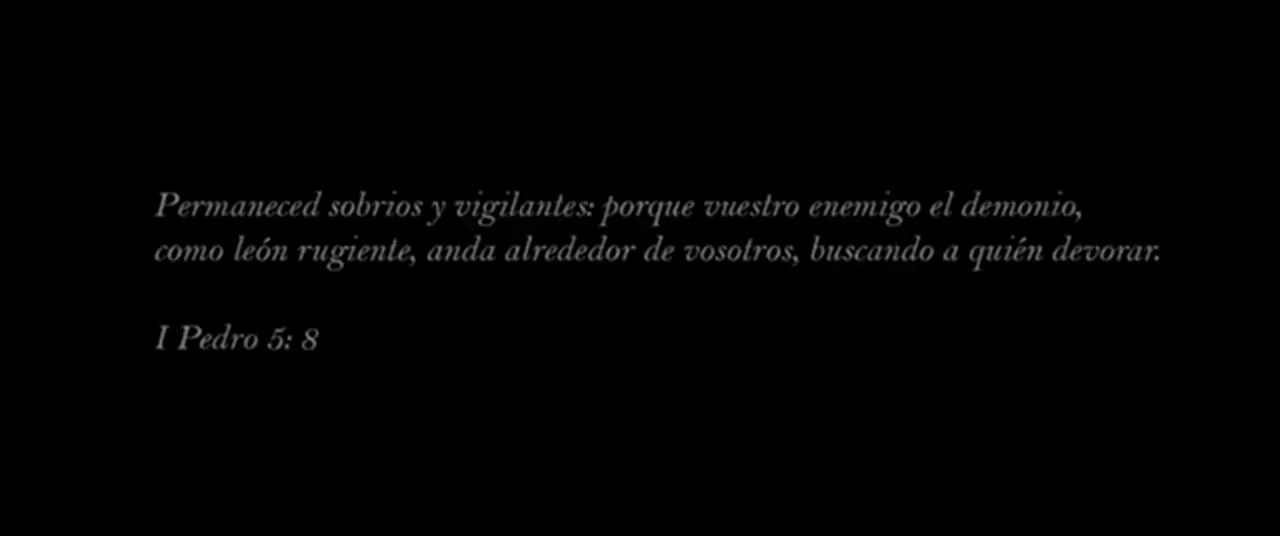 Permaneced sobrios y vigilantes: porque vuestro enemigo el demonio,
como león rugiente, anda alrededor de vosotros, buscando a quién devorar.
I Pedro 5: 8